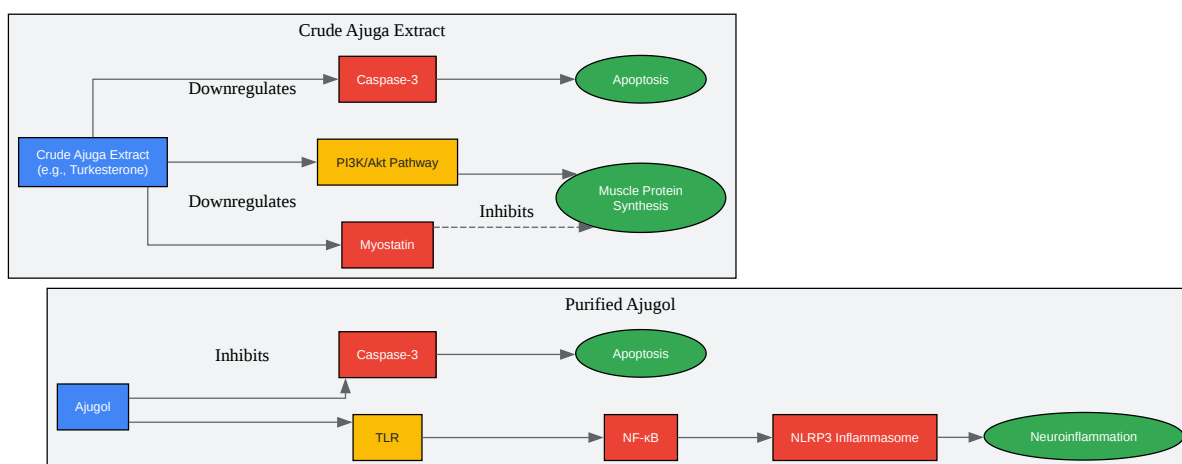 Crude Ajuga Extract
Caspase-3
Apoptosis
Downregulates
Crude Ajuga Extract
(e.g., Turkesterone)
PI3K/Akt Pathway
Muscle Protein
Synthesis
Downregulates
Inhibits
Myostatin
Purified Ajugol
Inhibits
Caspase-3
Apoptosis
Ajugol
TLR
NF-κB
NLRP3 Inflammasome
Neuroinflammation